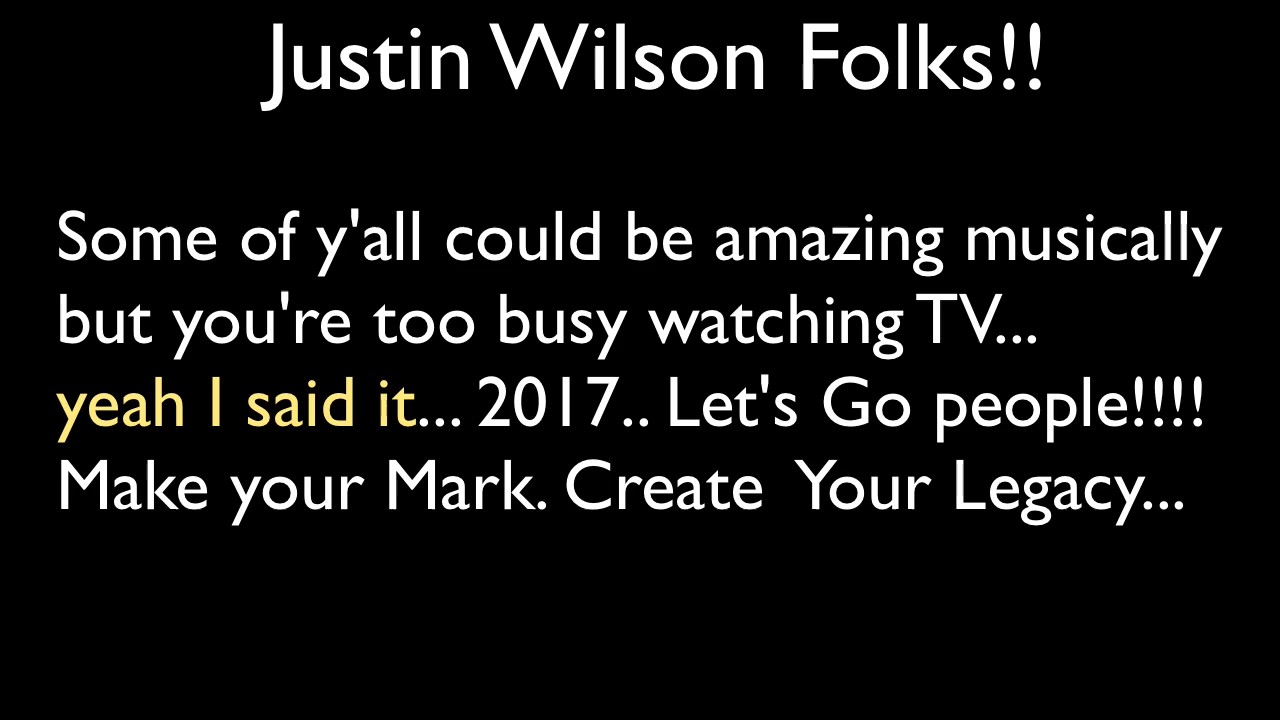 Justin Wilson Folks!!
Some of y'all could be amazing musically
but you're too busy watching TV...
yeah I said it... 2017.. Let's Go people!!!!
Make your Mark. Create  Your Legacy...